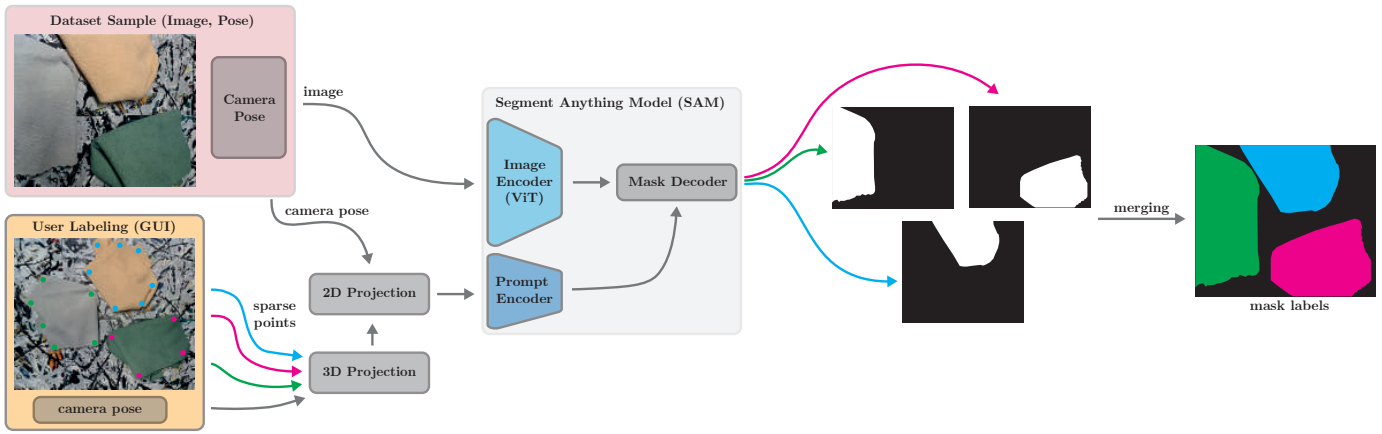 Dataset Sample (Image, Pose)
Camera
Pose
image
camera pose
User Labeling (GUI)
camera pose
sparse
points
2D Projection
3D Projection
Segment Anything Model (SAM)
Image
Encoder
(ViT)
Prompt
Encoder
Mask Decoder
merging
mask labels